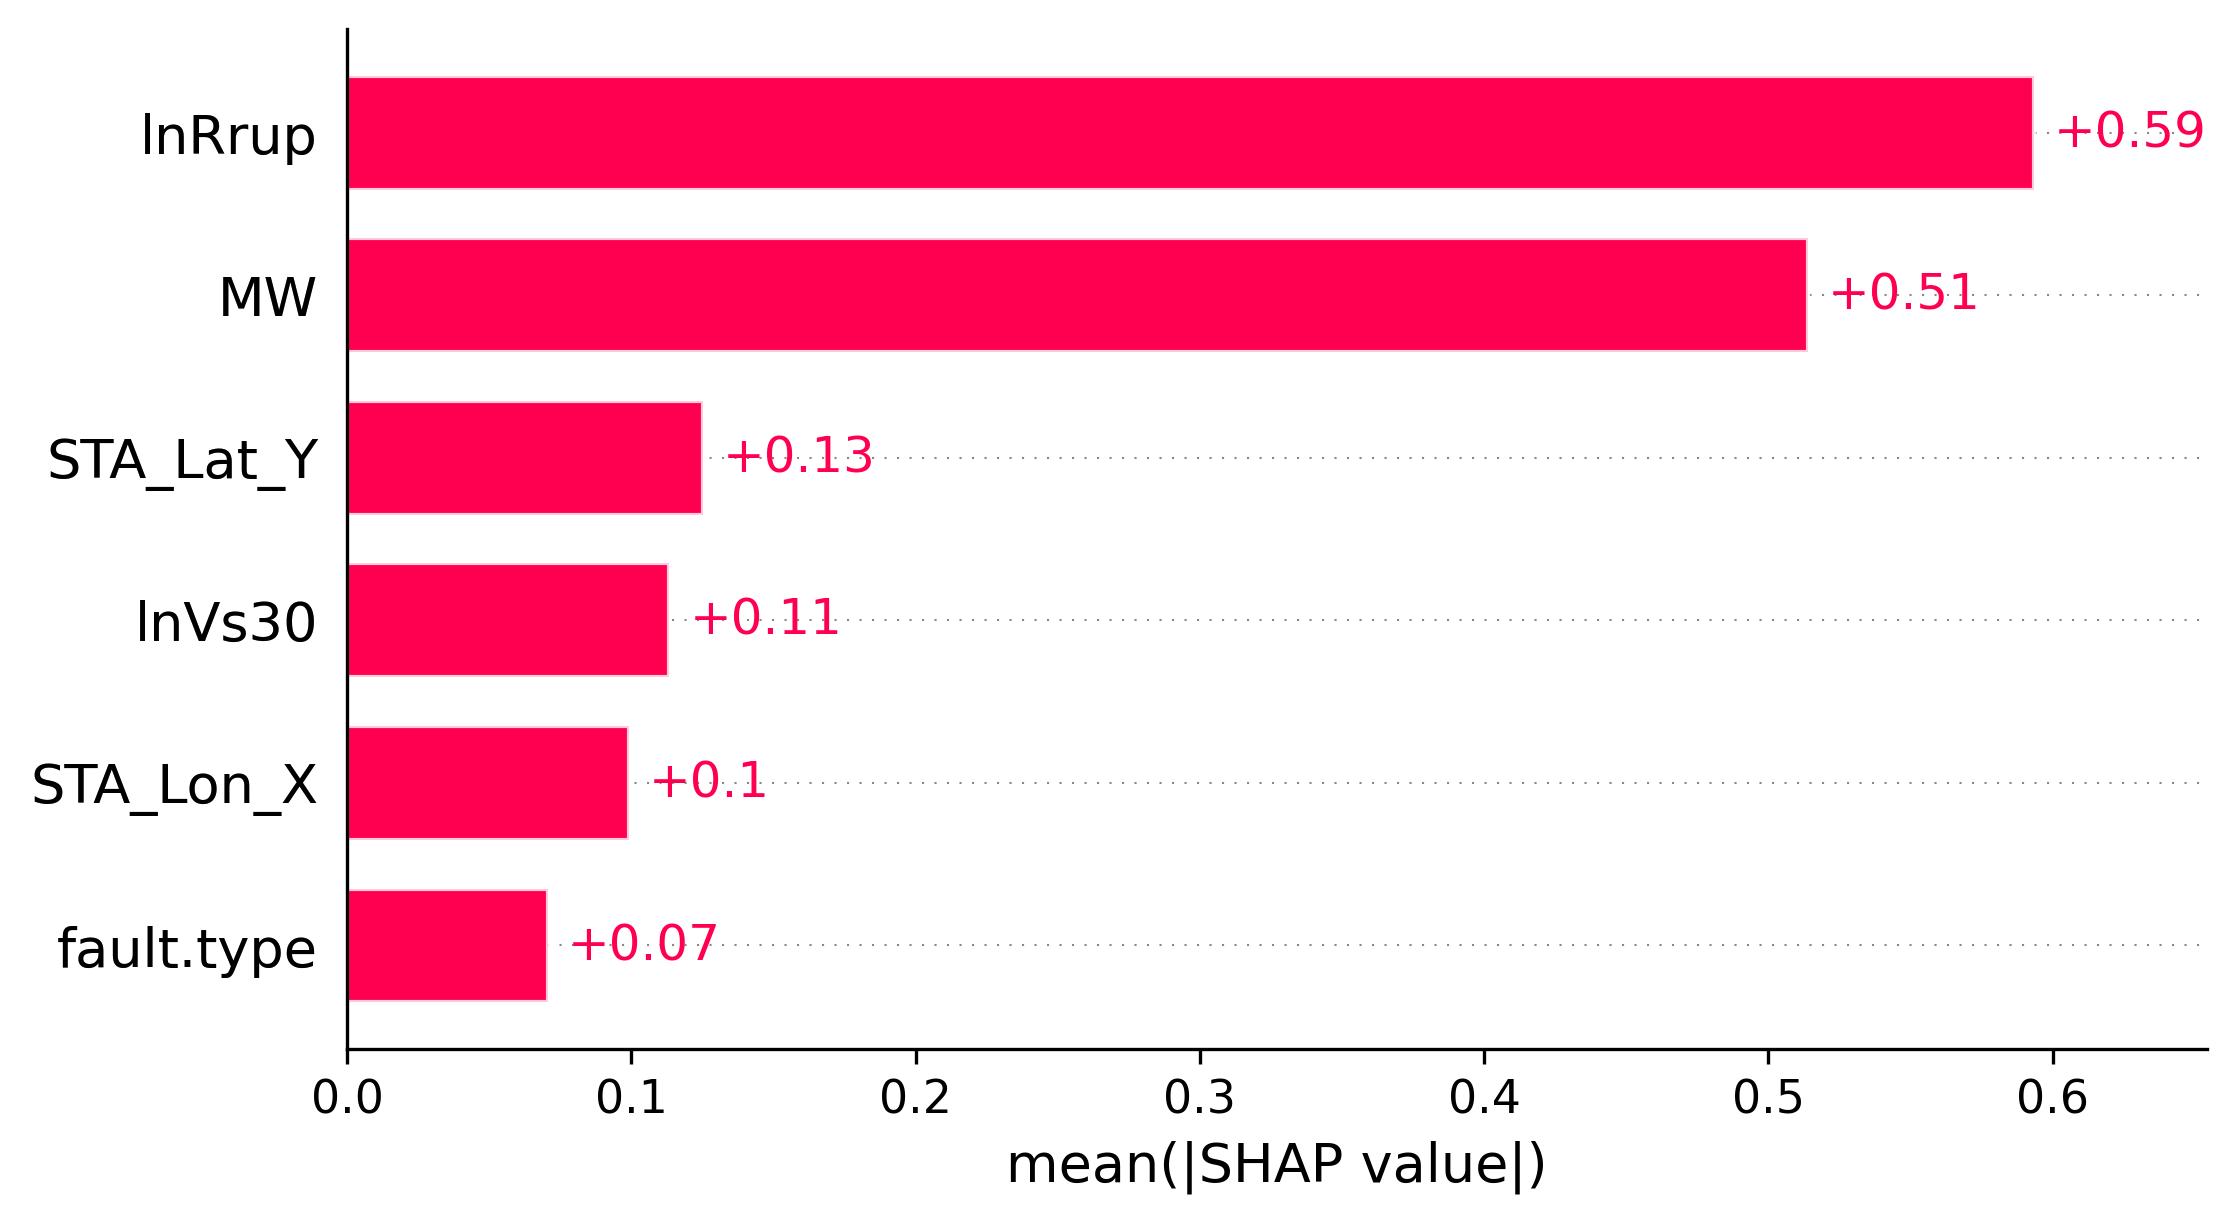 lnRrup +0.59
MW +0.51
STA_Lat_Y +0.13
lnVs30 +0.11
STA_Lon_X +0.1
fault.type +0.07
0.0 0.1 0.2 0.3 0.4 0.5 0.6
mean(|SHAP value|)